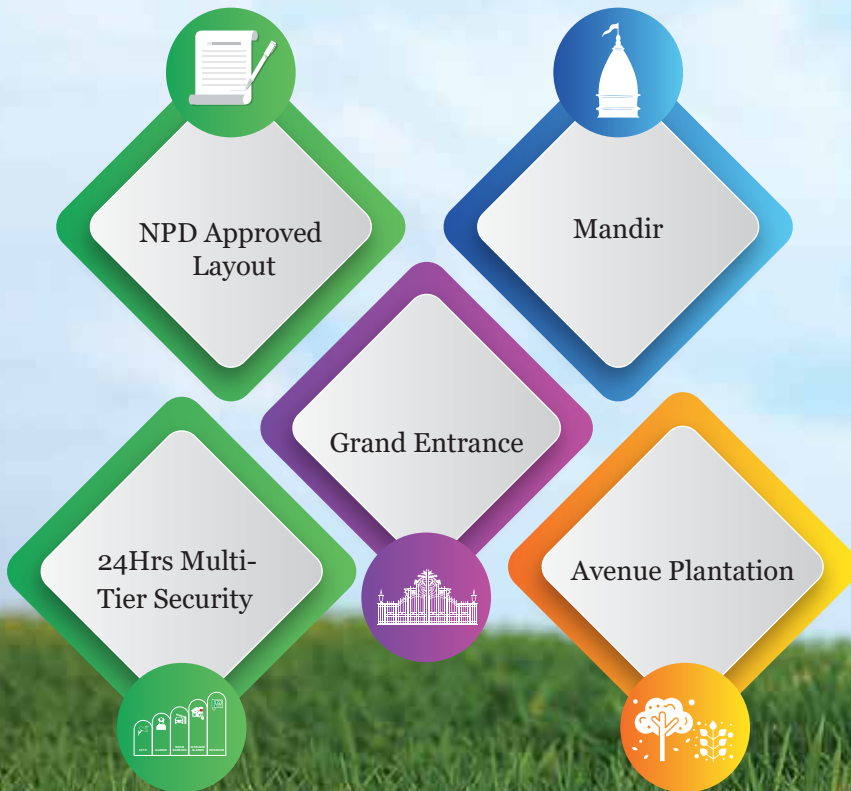 NPD Approved
Layout
Mandir
Grand Entrance
24Hrs Multi-
Tier Security
Avenue Plantation